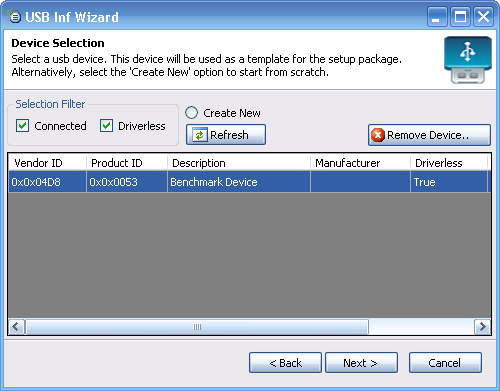 USB Inf Wizard
Device Selection
Select a usb device. This device will be used as a template for the setup package.
Alternatively, select the 'Create New' option to start from scratch.
Selection Filter
Connected Driverless
Create New
Refresh
Remove Device..
Vendor ID Product ID Description Manufacturer Driverless
0x0x04D8 0x0x0053 Benchmark Device True
< Back Next > Cancel